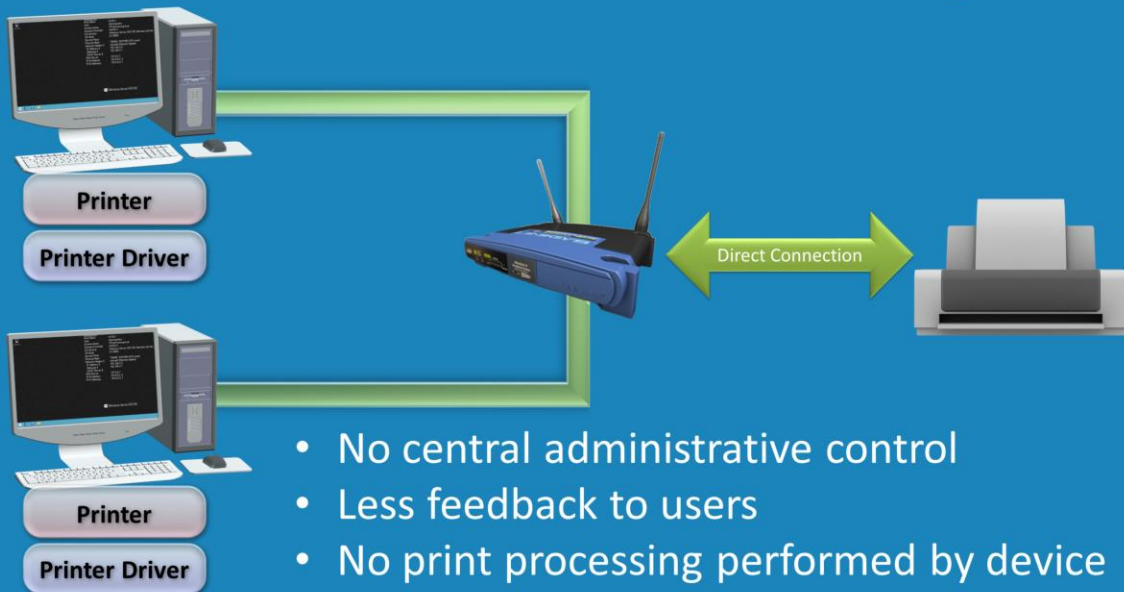 Printer
Printer Driver
Direct Connection
Printer
Printer Driver
• No central administrative control
• Less feedback to users
• No print processing performed by device